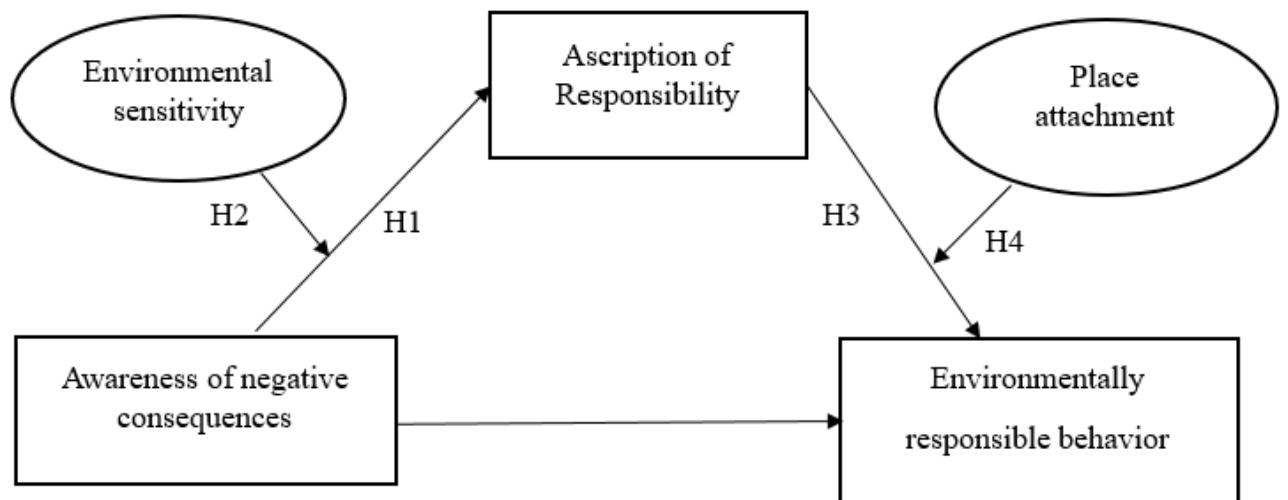 Environmental
sensitivity
Ascription of
Responsibility
Place
attachment
H2
H1
H3
H4
Awareness of negative
consequences
Environmentally
responsible behavior